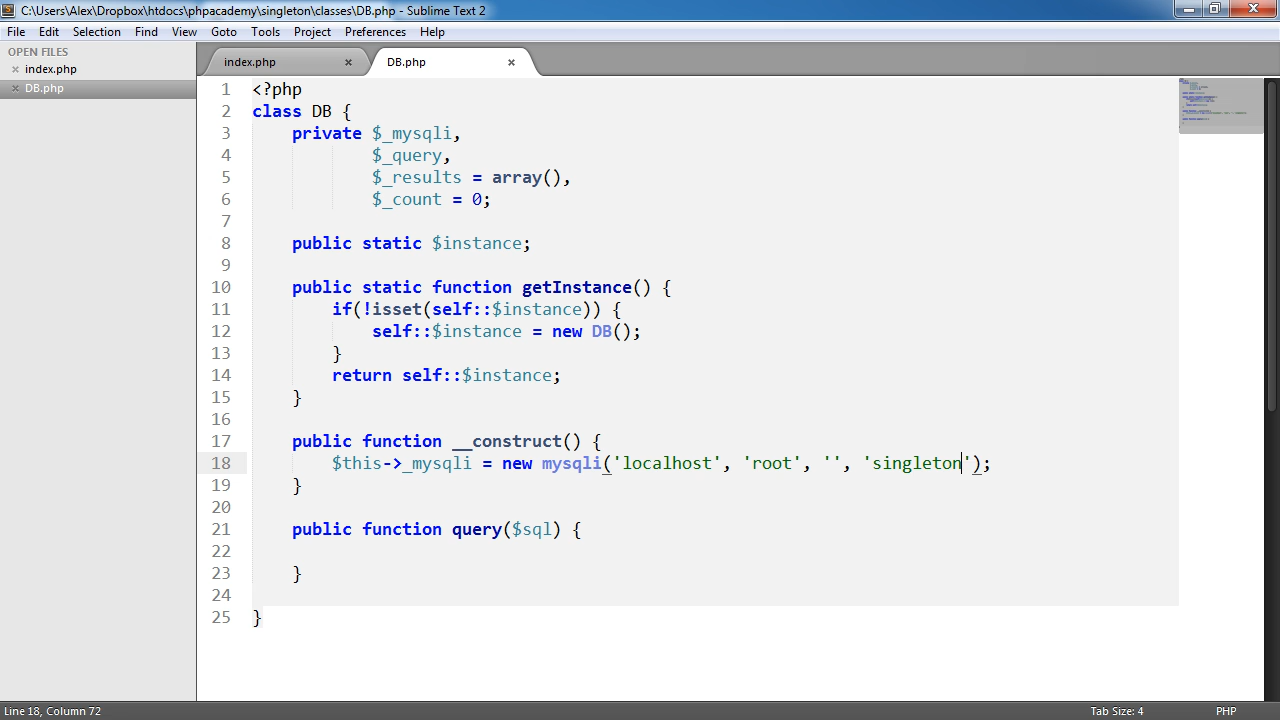 C:\Users\Alex\Dropbox\htdocs\phpacademy\singleton\classes\DB.php - Sublime Text 2
File Edit Selection Find View Goto Tools Project Preferences Help
OPEN FILES
index.php
DB.php
index.php DB.php
1 <?php
2 class DB {
3     private $_mysqli,
4             $_query,
5             $_results = array(),
6             $_count = 0;
7
8     public static $instance;
9
10     public static function getInstance() {
11         if(!isset(self::$instance)) {
12             self::$instance = new DB();
13         }
14         return self::$instance;
15     }
16
17     public function __construct() {
18         $this->_mysqli = new mysqli('localhost', 'root', '', 'singleton');
19     }
20
21     public function query($sql) {
22
23     }
24
25 }
Line 18, Column 72 Tab Size: 4 PHP